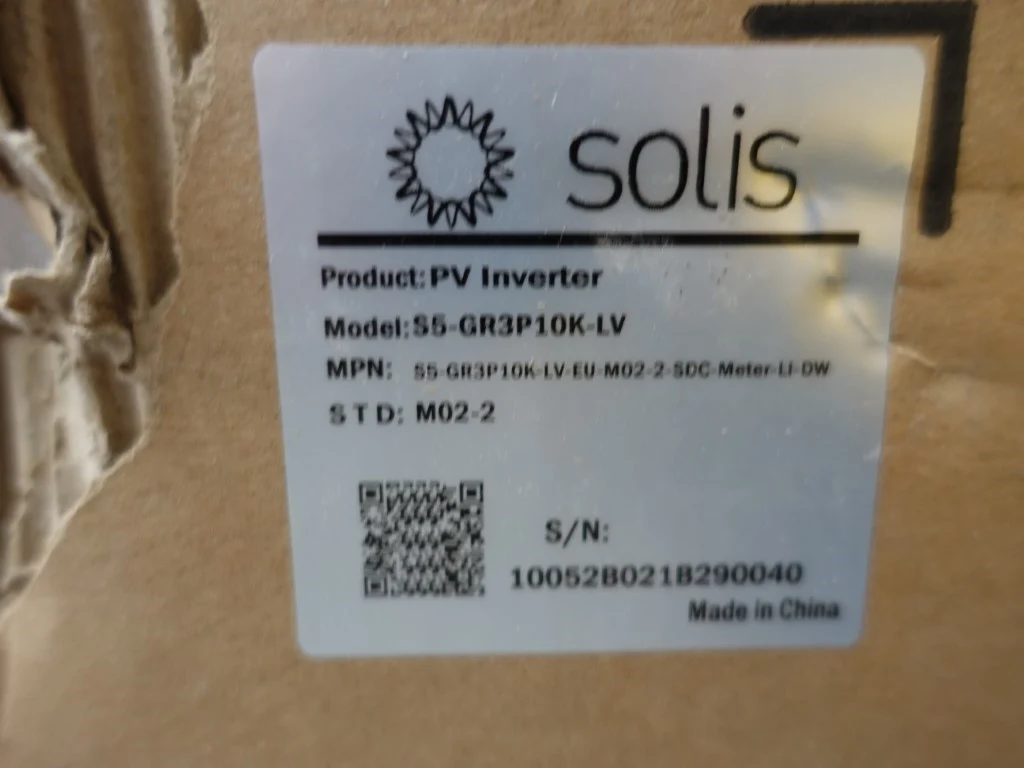 solis
Product: PV Inverter
Model: S5-GR3P10K-LV
MPN: S5-GR3P10K-LV-EU-M02-2-SDC-Meter-LI-DW
S T D: M02-2
S/N:
10052B021B290040
Made in China